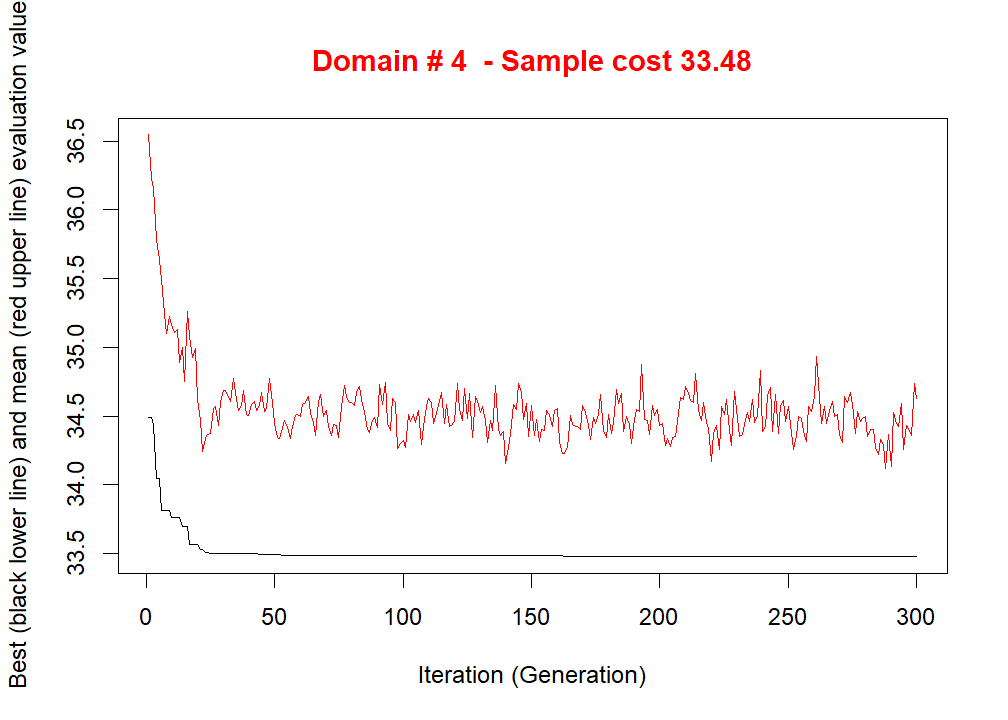 Domain # 4  - Sample cost 33.48
Best (black lower line) and mean (red upper line) evaluation value
36.5
36.0
35.5
35.0
34.5
34.0
33.5
0 50 100 150 200 250 300
Iteration (Generation)